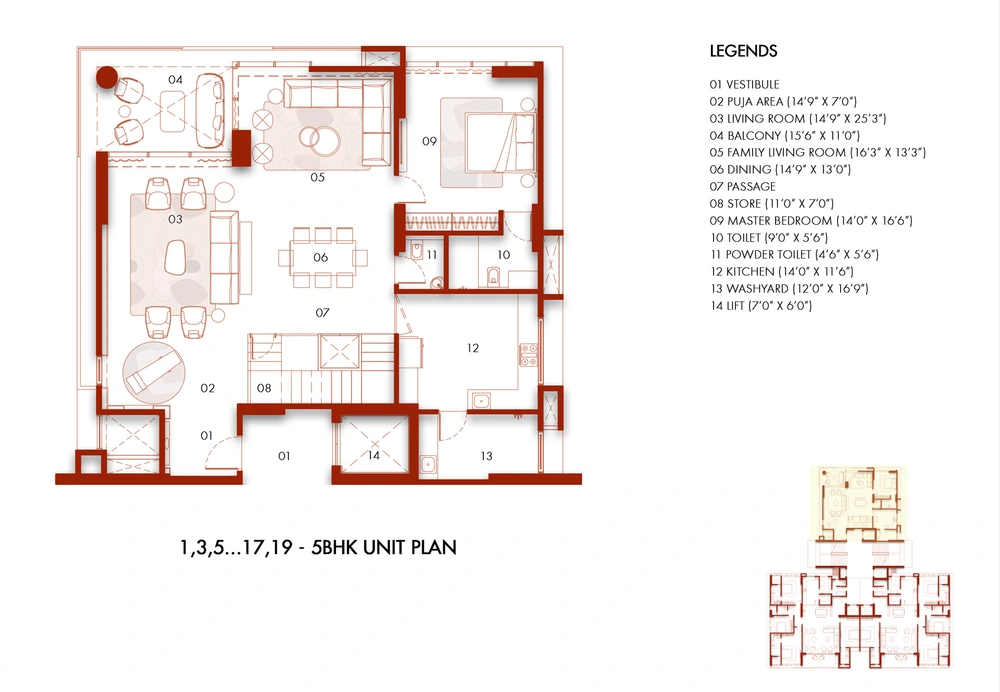 LEGENDS
01 VESTIBULE
02 PUJA AREA (14'9" X 7'0")
03 LIVING ROOM (14'9" X 25'3")
04 BALCONY (15'6" X 11'0")
05 FAMILY LIVING ROOM (16'3" X 13'3")
06 DINING (14'9" X 13'0")
07 PASSAGE
08 STORE (11'0" X 7'0")
09 MASTER BEDROOM (14'0" X 16'6")
10 TOILET (9'0" X 5'6")
11 POWDER TOILET (4'6" X 5'6")
12 KITCHEN (14'0" X 11'6")
13 WASHYARD (12'0" X 16'9")
14 LIFT (7'0" X 6'0")
04
09
05
03
06
11
10
07
12
02
08
01
01
14
13
1,3,5...17,19 - 5BHK UNIT PLAN